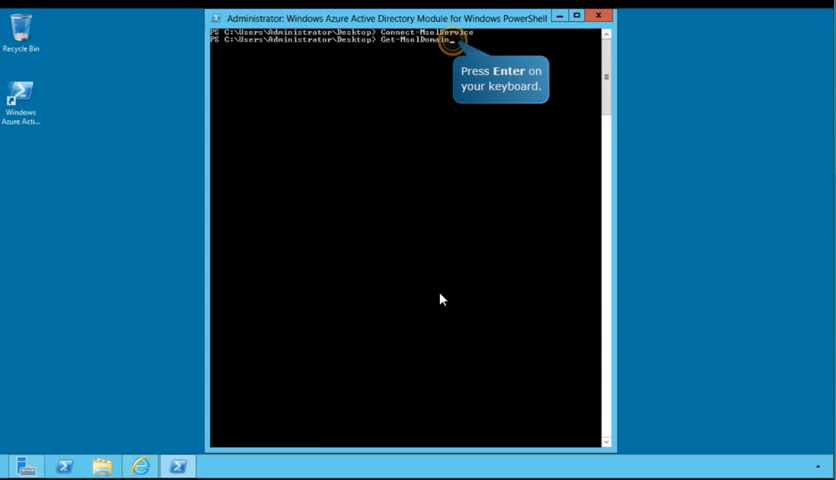 Administrator: Windows Azure Active Directory Module for Windows PowerShell
Recycle Bin
Windows
Azure Acti...
PS C:\Users\Administrator\Desktop> Connect-MsolService
PS C:\Users\Administrator\Desktop> Get-MsolDomain_
Press Enter on
your keyboard.